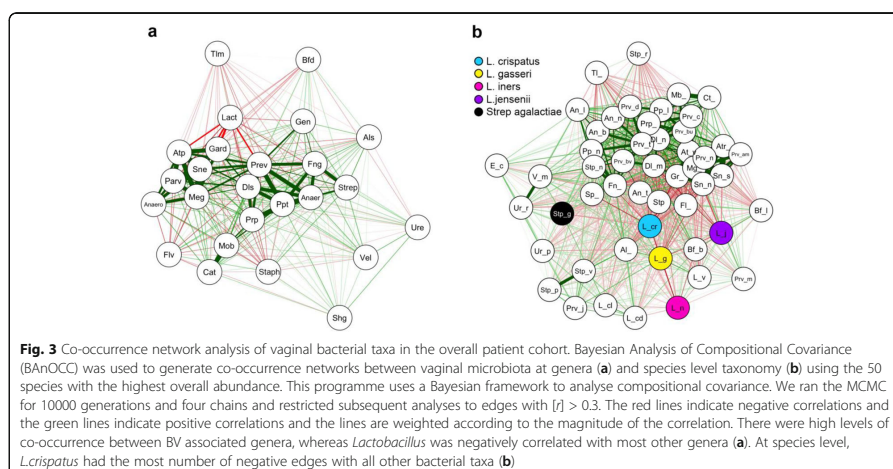 a
Tlm
Bfd
Lact
Gen
Als
Gard
Atp
Sne
Prev
Fng
Parv
Dls
Anaer
Strep
Anaero
Meg
Ppt
Prp
Ure
Mob
Flv
Cat
Staph
Vel
Shg
b
L. crispatus
L. gasseri
L. iners
L.jensenii
Strep agalactiae
Stp_r
Tl_
Mb_
Ct_
An_l
Prv_d
Pp_l
An_n
Prp_
Prv_c
An_b
Prv_t
Prv_bu
Dl_n
Atr_
Pp_n
Prv_bv
At_v
Prv_n
Prv_am
E_c
V_m
Stp_n
Dl_m
Mg_
Sn_s
Fn_
Gr_
Sn_n
Ur_r
Sp_
An_t
Stp
Fl_
Stp_g
L_cr
L_j
Bf_l
Ur_p
Al_
L_g
Bf_b
Stp_v
L_v
Prv_m
Stp_p
Prv_j
L_cl
L_cd
L_n
Fig. 3 Co-occurrence network analysis of vaginal bacterial taxa in the overall patient cohort. Bayesian Analysis of Compositional Covariance
(BAnOCC) was used to generate co-occurrence networks between vaginal microbiota at genera (a) and species level taxonomy (b) using the 50
species with the highest overall abundance. This programme uses a Bayesian framework to analyse compositional covariance. We ran the MCMC
for 10000 generations and four chains and restricted subsequent analyses to edges with [r] > 0.3. The red lines indicate negative correlations and
the green lines indicate positive correlations and the lines are weighted according to the magnitude of the correlation. There were high levels of
co-occurrence between BV associated genera, whereas Lactobacillus was negatively correlated with most other genera (a). At species level,
L.crispatus had the most number of negative edges with all other bacterial taxa (b)